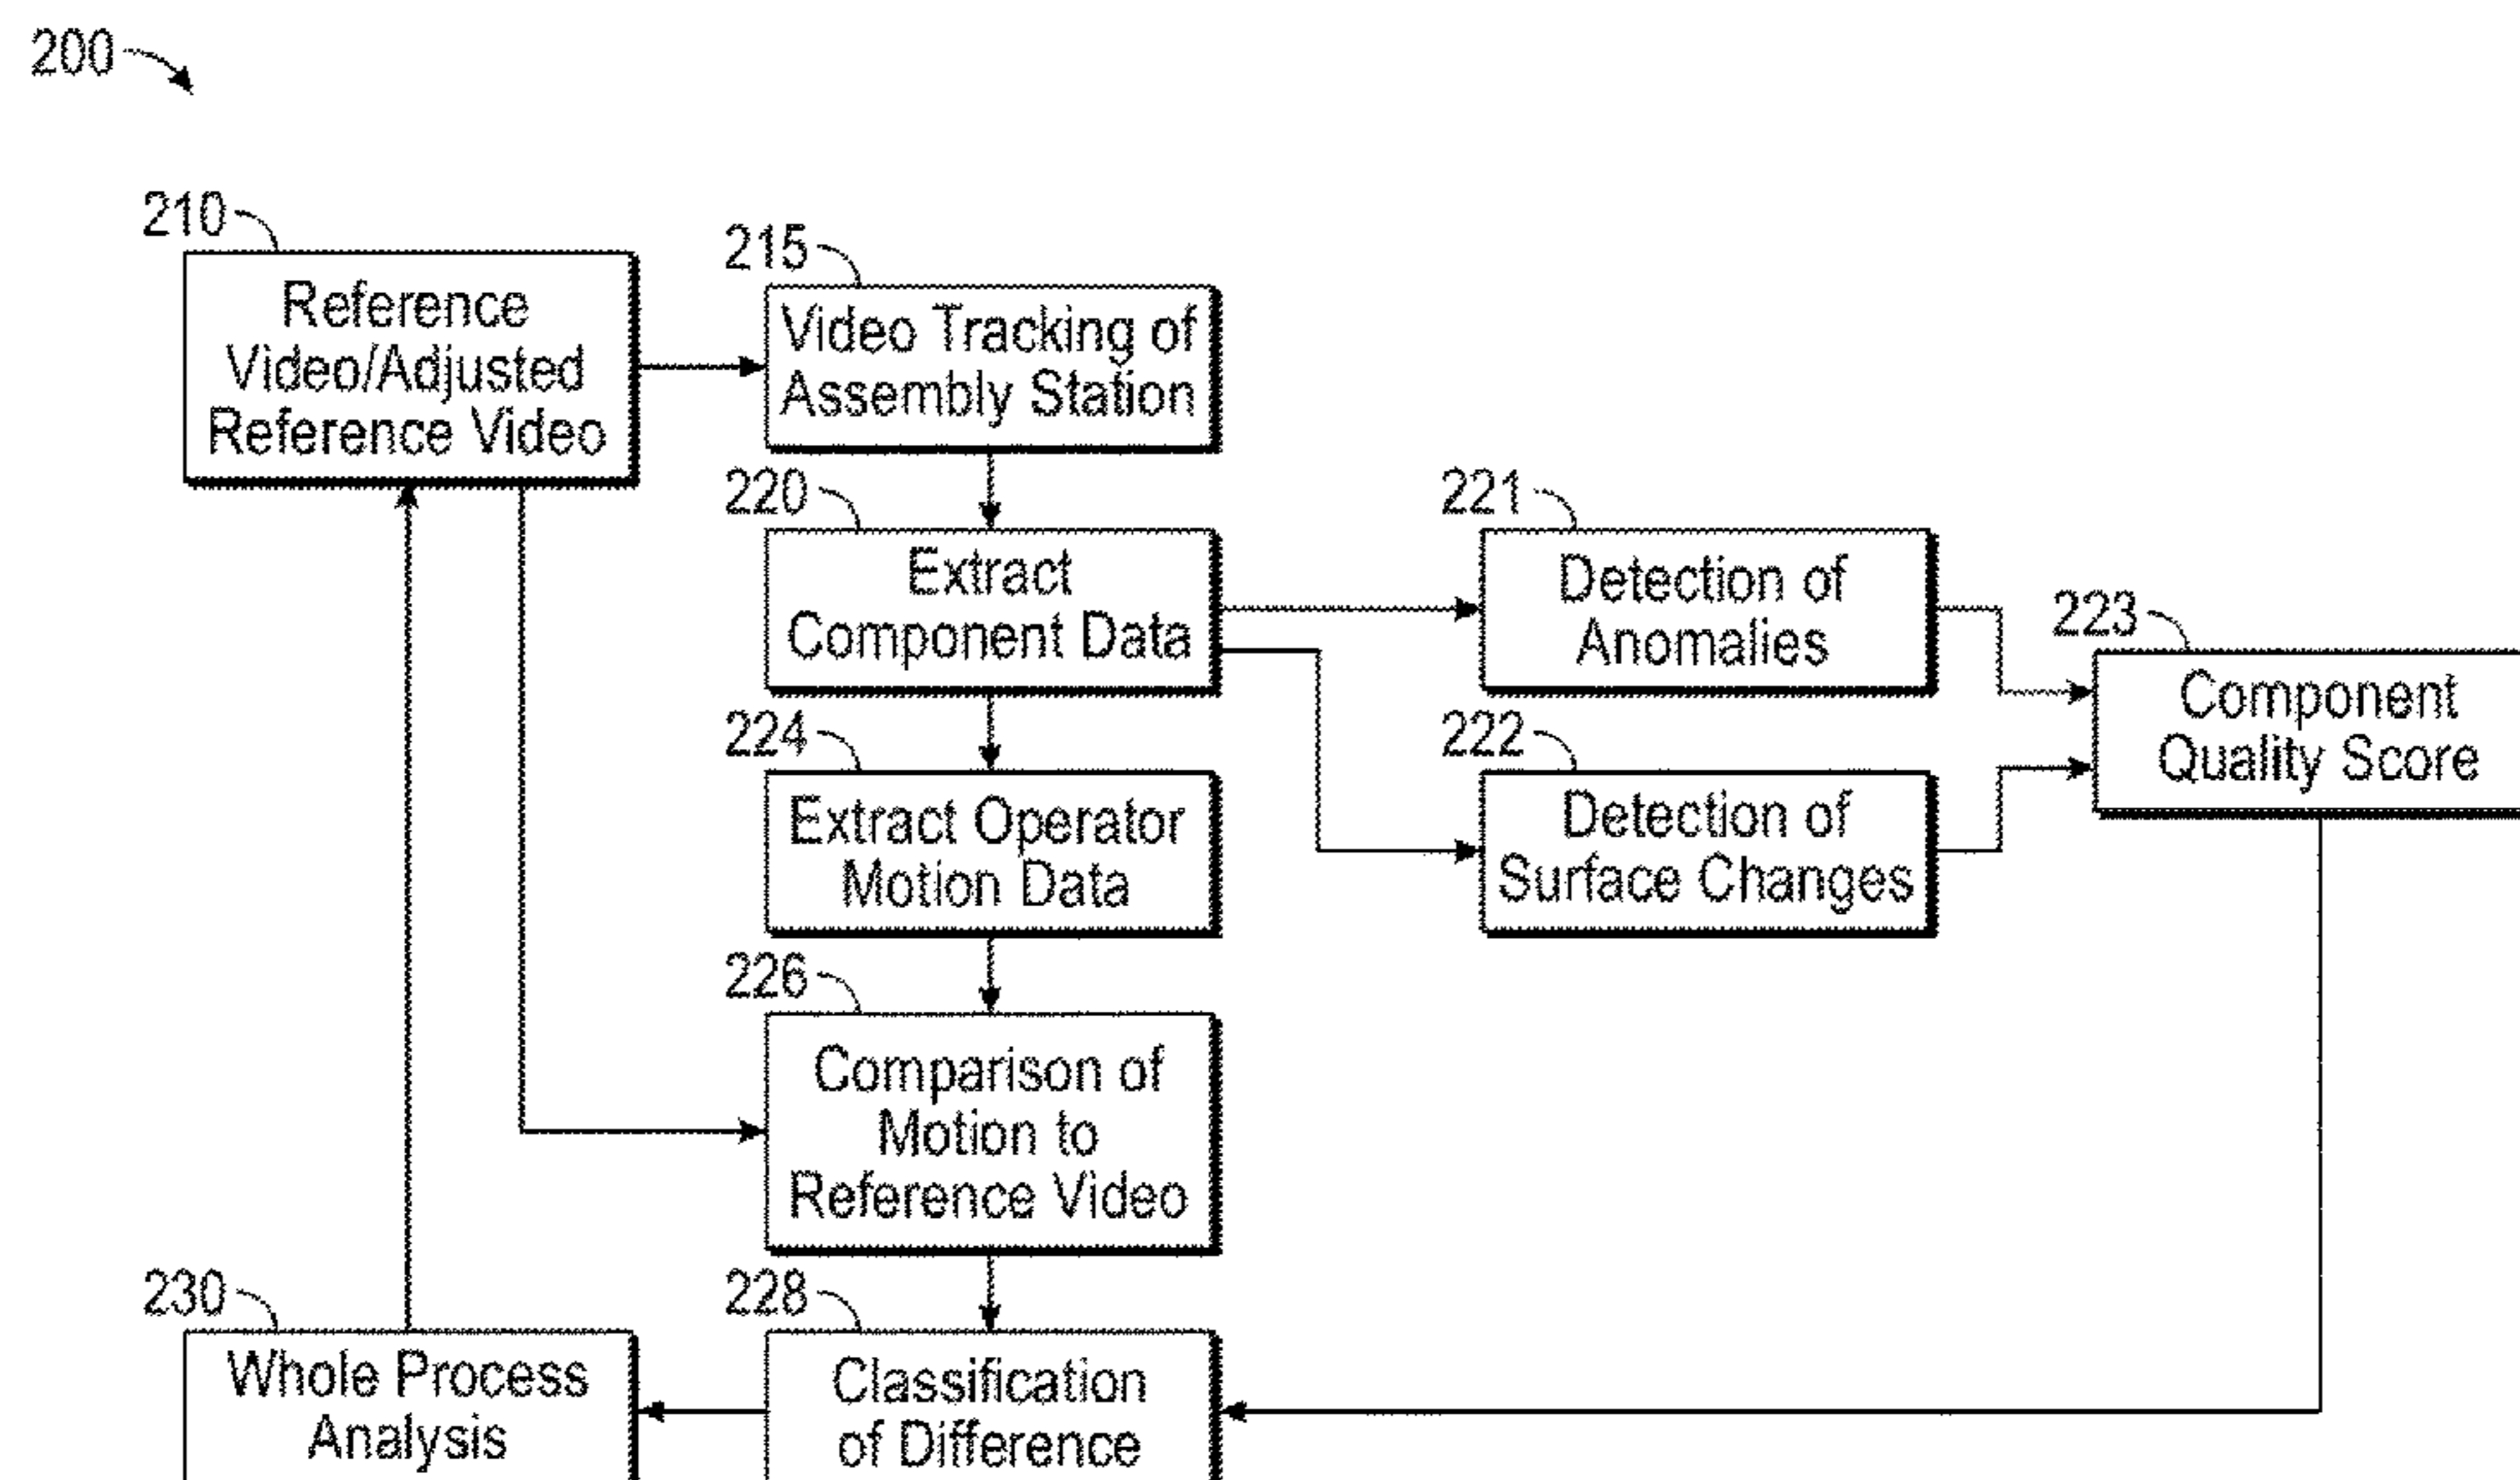 200
210
Reference
Video/Adjusted
Reference Video
215
Video Tracking of
Assembly Station
220
Extract
Component Data
221
Detection of
Anomalies
222
Detection of
Surface Changes
223
Component
Quality Score
224
Extract Operator
Motion Data
226
Comparison of
Motion to
Reference Video
228
Classification
of Difference
230
Whole Process
Analysis